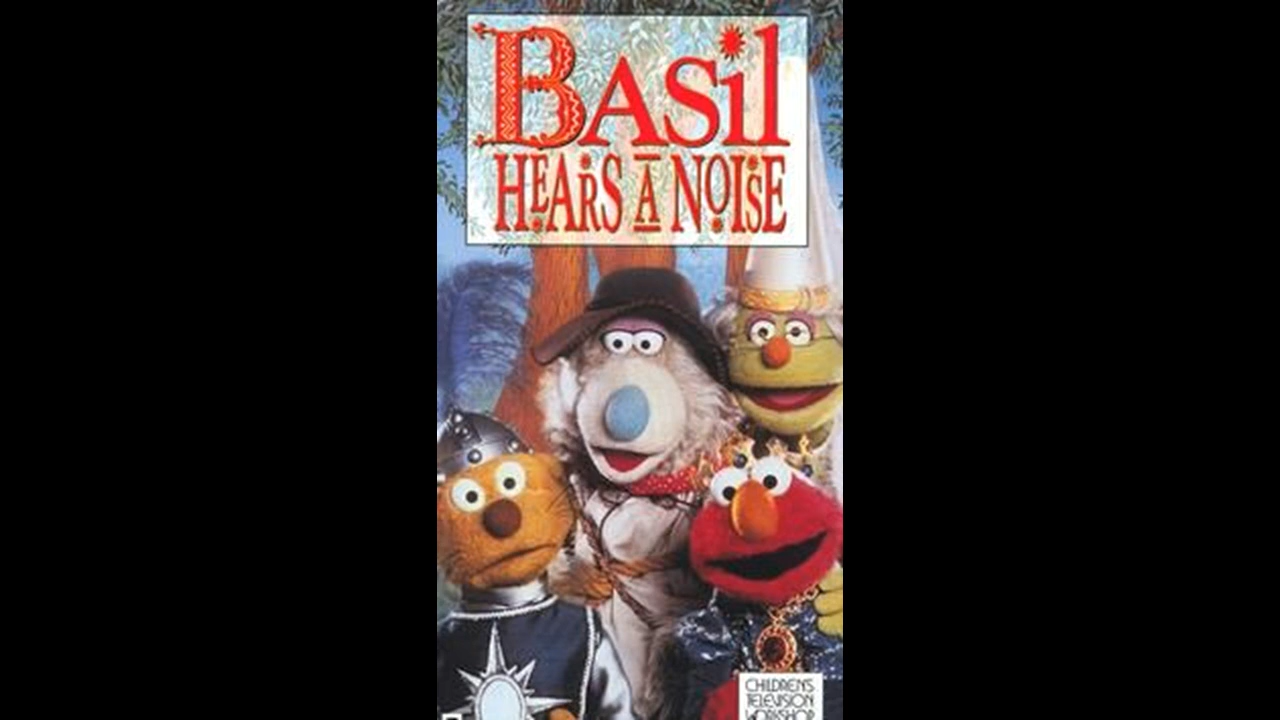 BASil
HEARS A NOISE
CHILDREN'S
TELEVISION
WORKSHOP